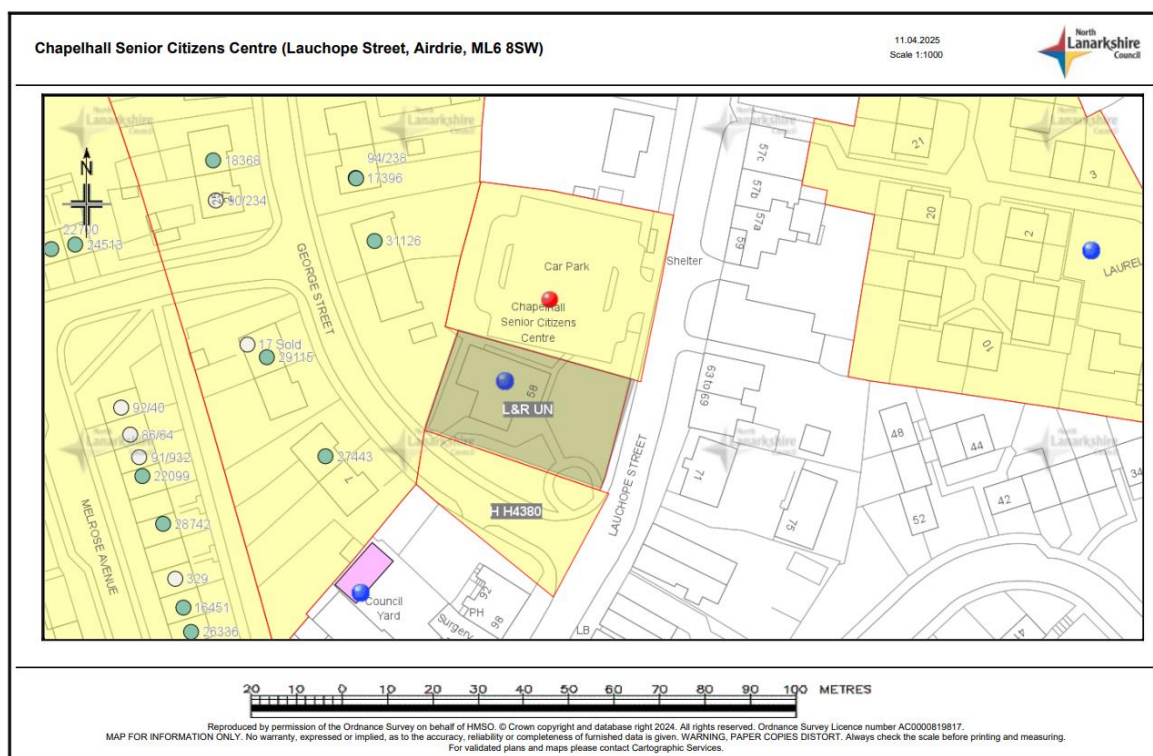 Chapelhall Senior Citizens Centre (Lauchope Street, Airdrie, ML6 8SW)
11.04.2025
Scale 1:1000
North
Lanarkshire
Council
N
18368
94/236
17396
90/234
22700
24513
31126
GEORGE STREET
Car Park
Chapelhall
Senior Citizens
Centre
Shelter
57c
57b
57a
59
21
3
20
2
LAUREL
10
17 Sold
29115
58
L&R UN
63 to 69
92/40
86/64
91/932
22099
27443
1
28742
MELROSE AVENUE
H H4380
LAUCHOPE STREET
71
75
48
44
42
52
34
329
16451
26336
Council
Yard
26
PH
98
Surgery
LB
41
20 10 0 10 20 30 40 50 60 70 80 90 100 METRES
Reproduced by permission of the Ordnance Survey on behalf of HMSO. © Crown copyright and database right 2024. All rights reserved. Ordnance Survey Licence number AC0000819817.
MAP FOR INFORMATION ONLY. No warranty, expressed or implied, as to the accuracy, reliability or completeness of furnished data is given. WARNING, PAPER COPIES DISTORT. Always check the scale before printing and measuring.
For validated plans and maps please contact Cartographic Services.